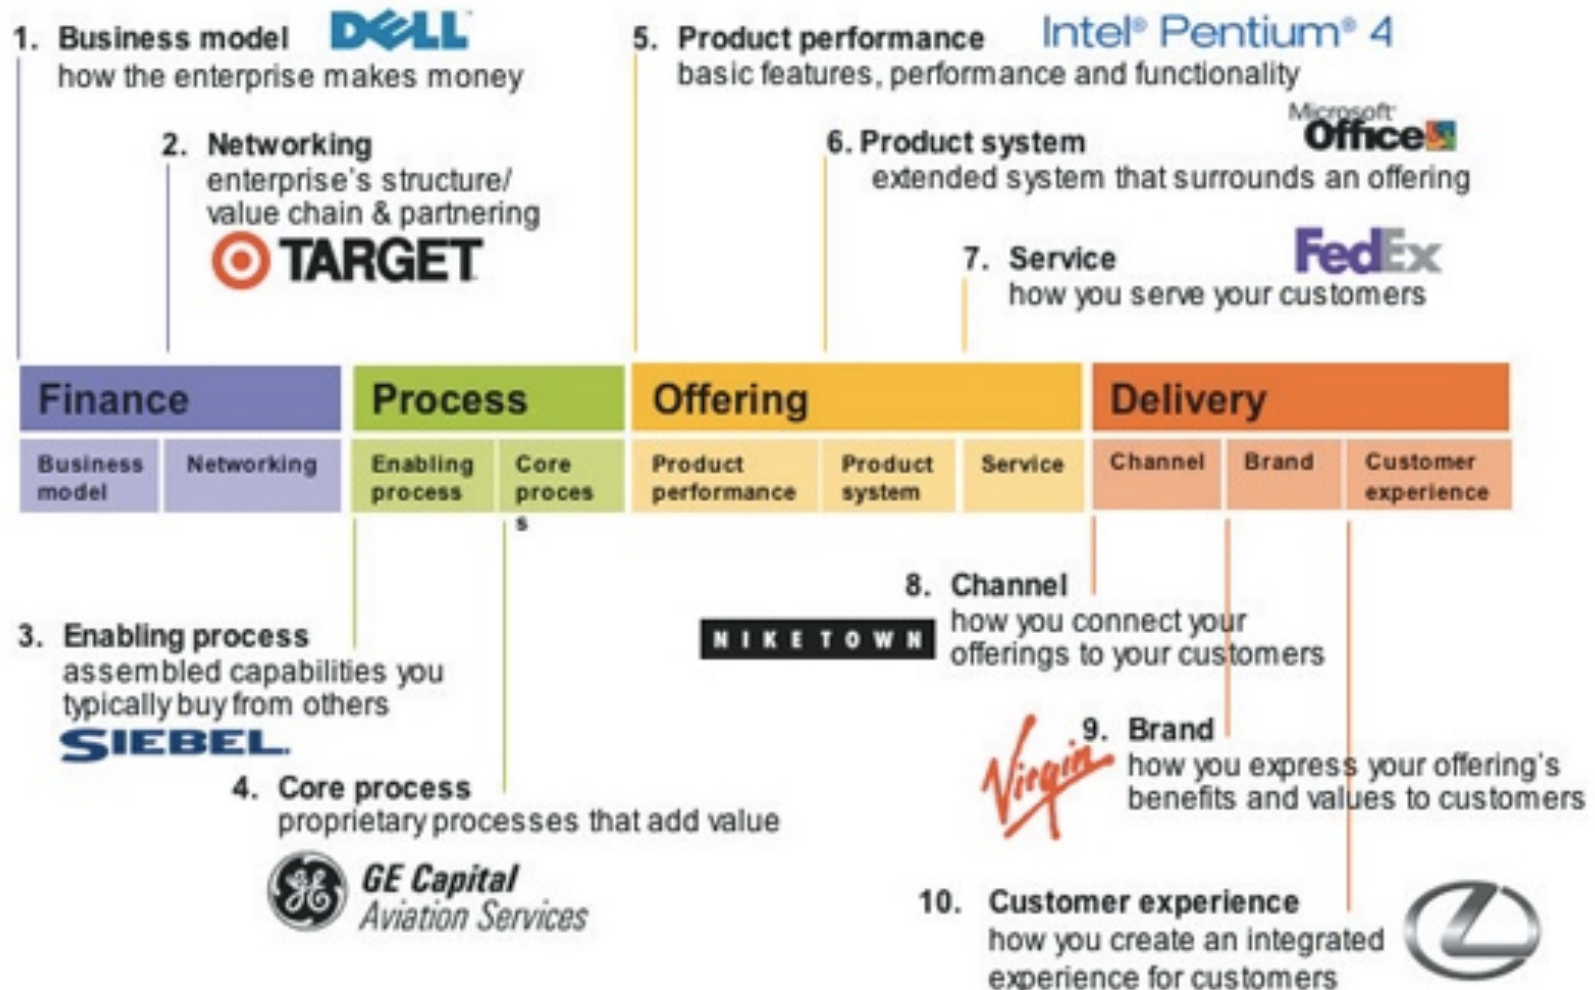 1. Business model DELL
how the enterprise makes money
2. Networking
enterprise's structure/
value chain & partnering
TARGET
5. Product performance Intel® Pentium® 4
basic features, performance and functionality
Microsoft
Office
6. Product system
extended system that surrounds an offering
7. Service FedEx
how you serve your customers
Finance Process Offering Delivery
Business model
Networking
Enabling process
Core proces
s
Product performance
Product system
Service
Channel
Brand
Customer experience
3. Enabling process
assembled capabilities you
typically buy from others
SIEBEL.
4. Core process
proprietary processes that add value
GE
GE Capital
Aviation Services
8. Channel
NIKETOWN
how you connect your
offerings to your customers
9. Brand
Virgin
how you express your offering's
benefits and values to customers
10. Customer experience
how you create an integrated
experience for customers